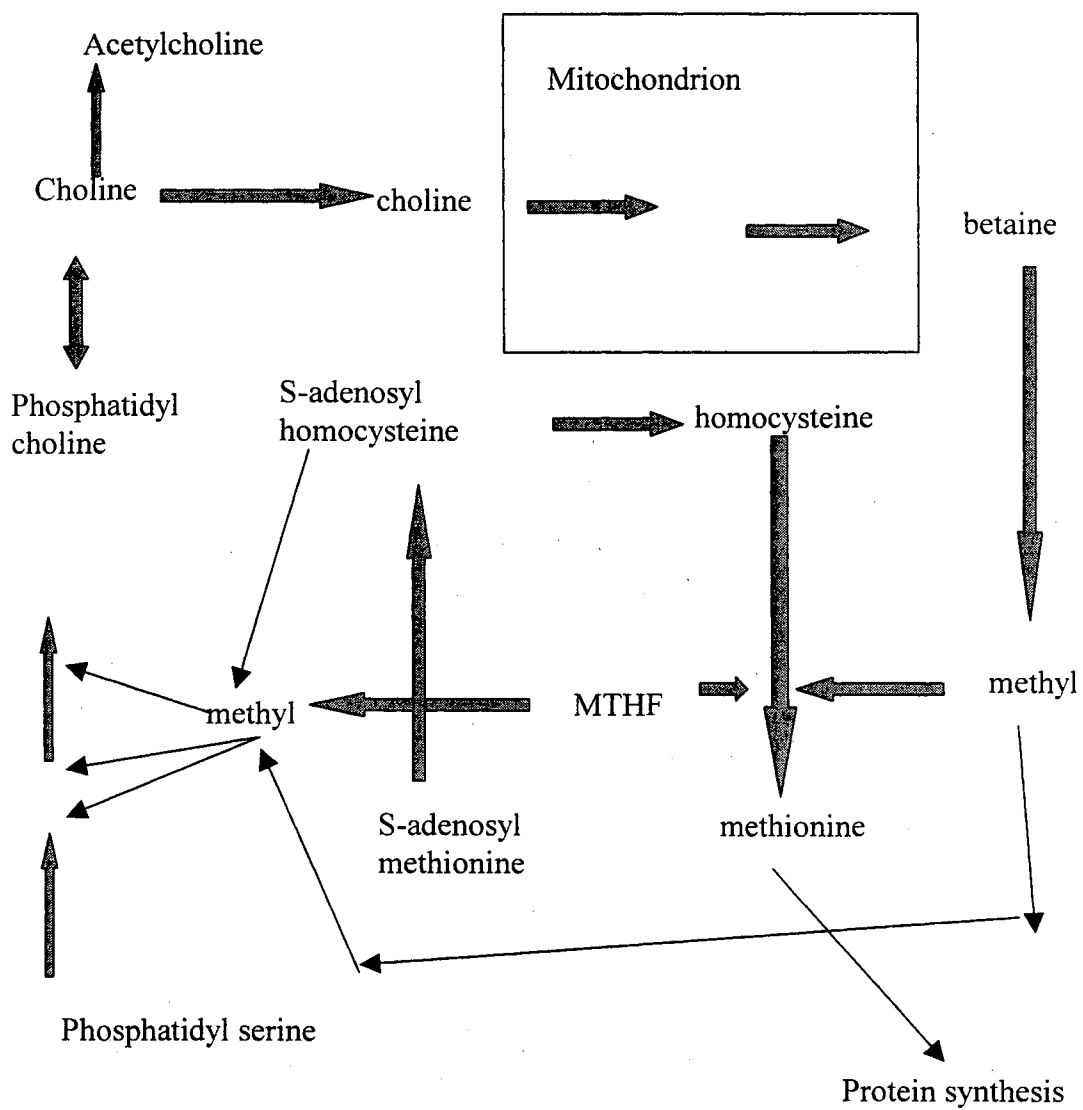 Acetylcholine
Mitochondrion
Choline
choline
betaine
Phosphatidyl
choline
S-adenosyl
homocysteine
homocysteine
methyl
MTHF
methyl
S-adenosyl
methionine
methionine
Phosphatidyl serine
Protein synthesis